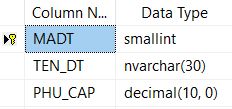 Column N... Data Type
MADT smallint
TEN_DT nvarchar(30)
PHU_CAP decimal(10, 0)